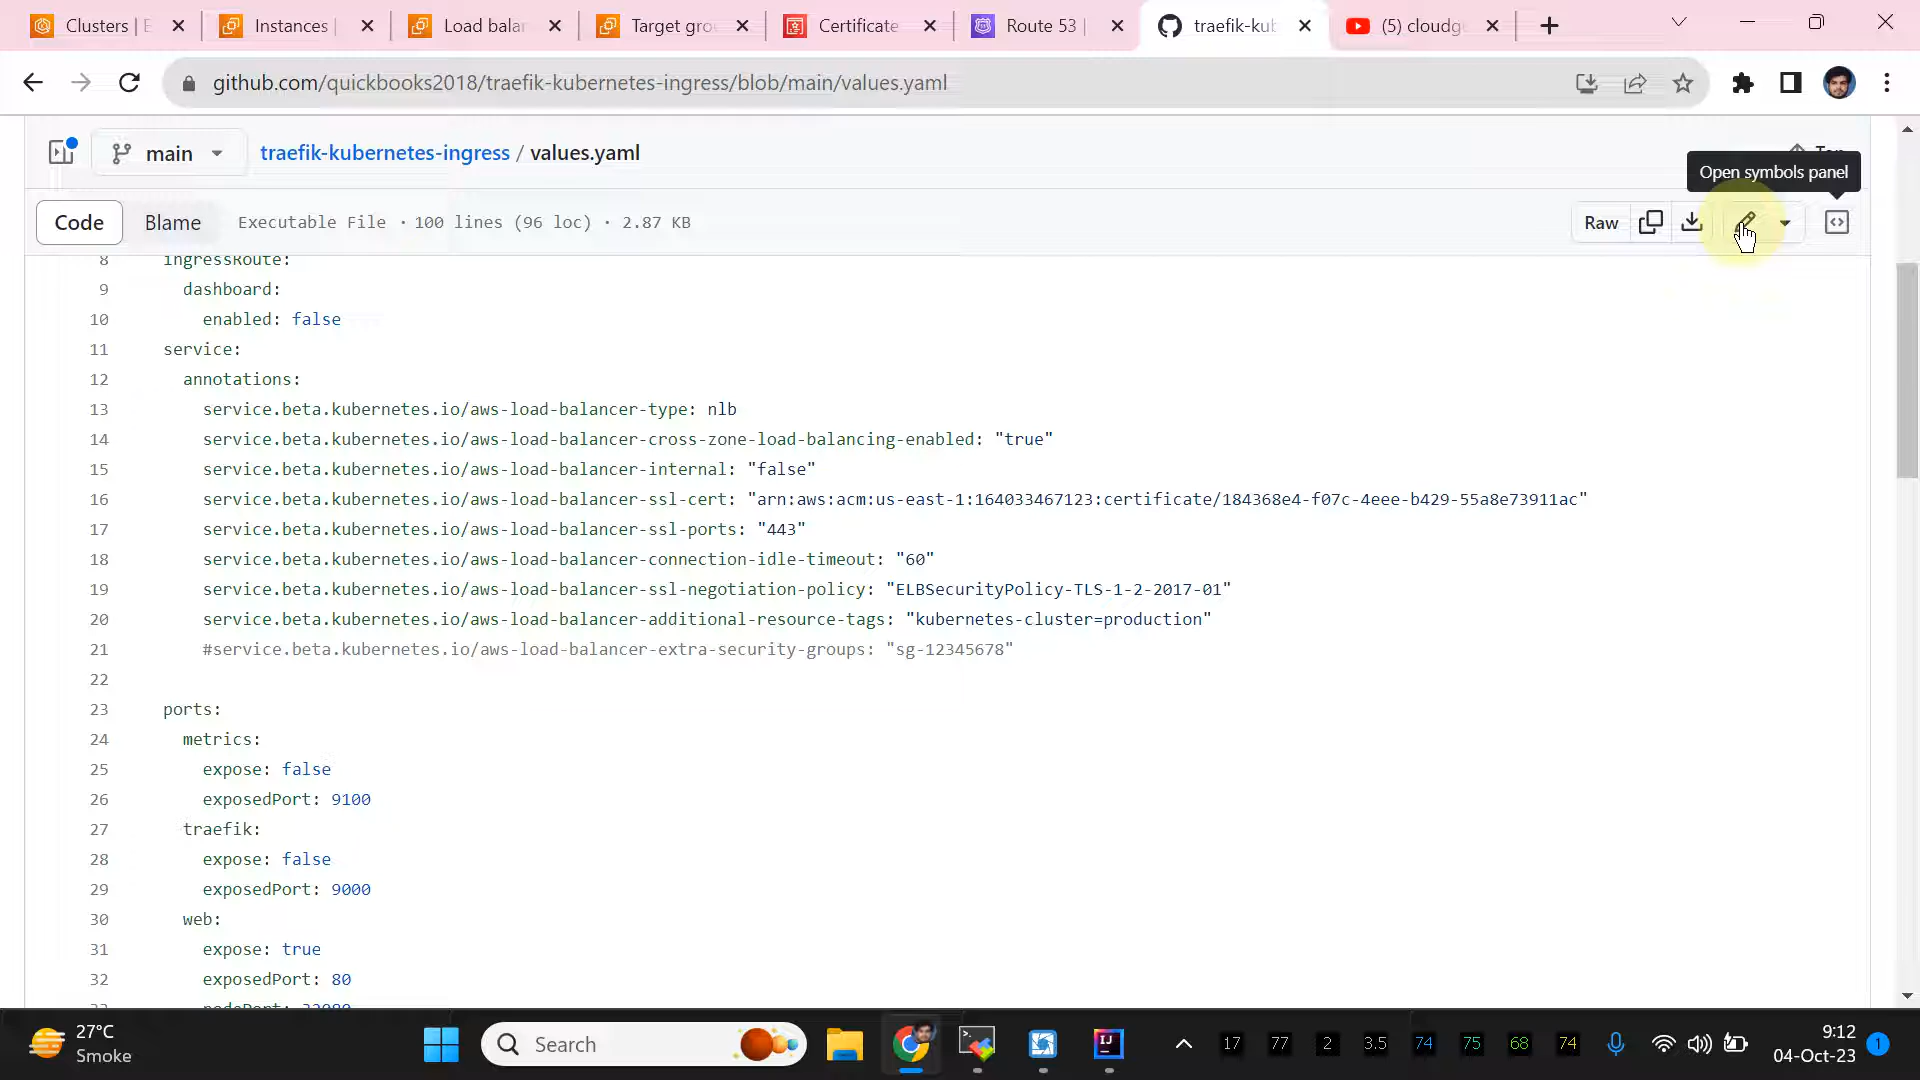 Clusters | E
Instances |
Load balan
Target gro
Certificate
Route 53 |
traefik-kub
(5) cloudg
github.com/quickbooks2018/traefik-kubernetes-ingress/blob/main/values.yaml
main
traefik-kubernetes-ingress / values.yaml
Open symbols panel
Code
Blame
Executable File · 100 lines (96 loc) · 2.87 KB
Raw
8 ingressRoute:
9 dashboard:
10 enabled: false
11 service:
12 annotations:
13 service.beta.kubernetes.io/aws-load-balancer-type: nlb
14 service.beta.kubernetes.io/aws-load-balancer-cross-zone-load-balancing-enabled: "true"
15 service.beta.kubernetes.io/aws-load-balancer-internal: "false"
16 service.beta.kubernetes.io/aws-load-balancer-ssl-cert: "arn:aws:acm:us-east-1:164033467123:certificate/184368e4-f07c-4eee-b429-55a8e73911ac"
17 service.beta.kubernetes.io/aws-load-balancer-ssl-ports: "443"
18 service.beta.kubernetes.io/aws-load-balancer-connection-idle-timeout: "60"
19 service.beta.kubernetes.io/aws-load-balancer-ssl-negotiation-policy: "ELBSecurityPolicy-TLS-1-2-2017-01"
20 service.beta.kubernetes.io/aws-load-balancer-additional-resource-tags: "kubernetes-cluster=production"
21 #service.beta.kubernetes.io/aws-load-balancer-extra-security-groups: "sg-12345678"
22
23 ports:
24 metrics:
25 expose: false
26 exposedPort: 9100
27 traefik:
28 expose: false
29 exposedPort: 9000
30 web:
31 expose: true
32 exposedPort: 80
27°C
Smoke
Search
17 77 2 3.5 74 75 68 74
9:12
04-Oct-23
1